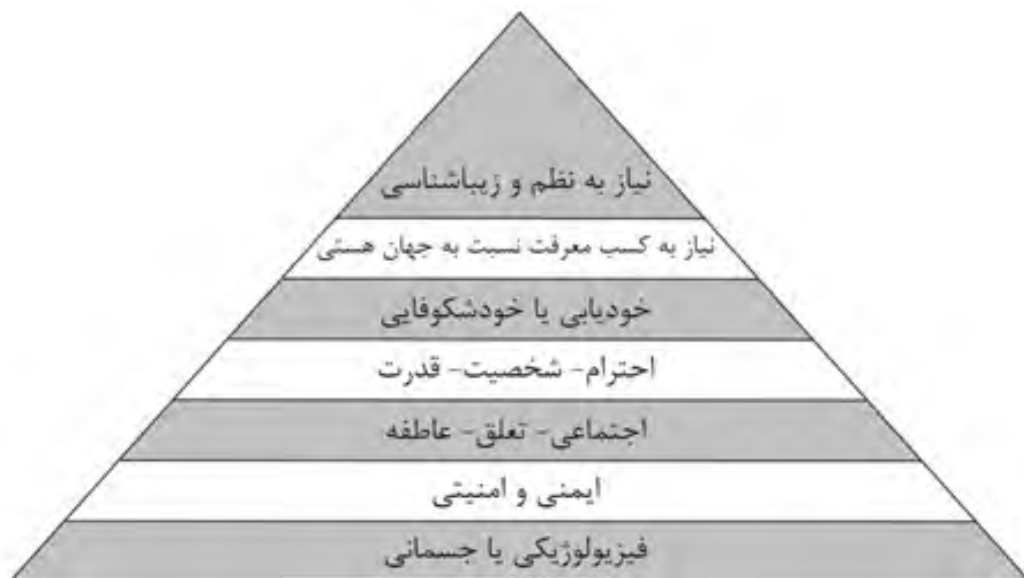 نیاز به نظم و زیباشناسی
نیاز به کسب معرفت نسبت به جهان هستی
خودیابی یا خودشکوفایی
احترام- شخصیت- قدرت
اجتماعی- تعلق- عاطفه
ایمنی و امنیتی
فیزیولوژیکی یا جسمانی